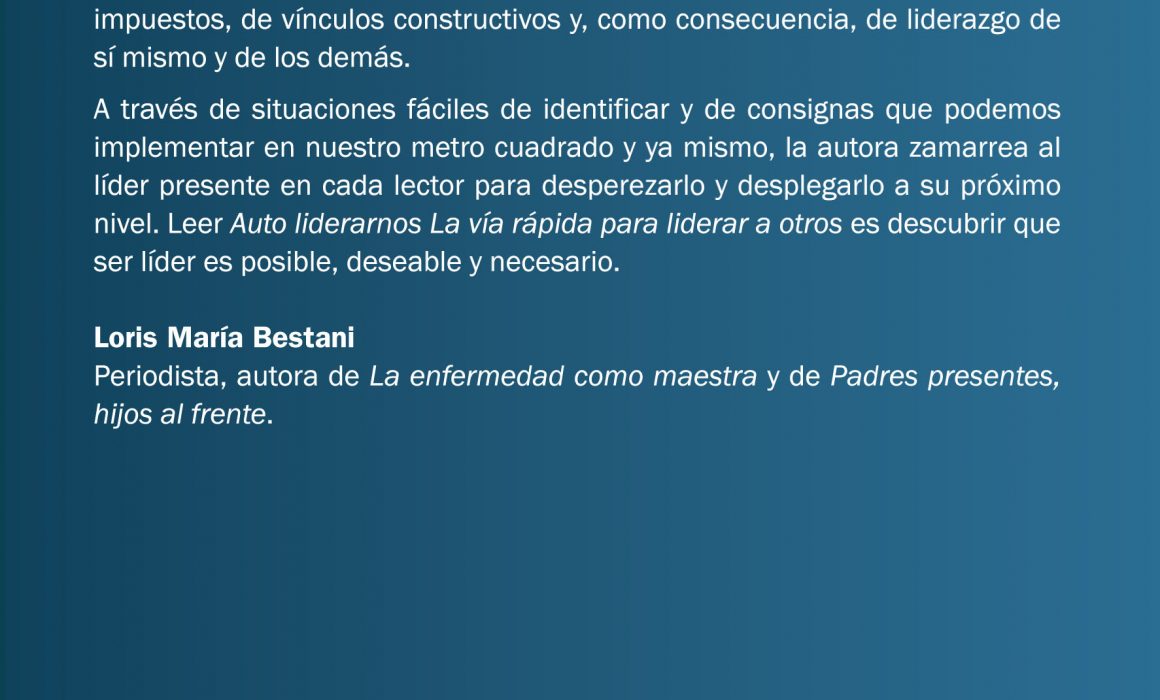 impuestos, de vínculos constructivos y, como consecuencia, de liderazgo de
sí mismo y de los demás.
A través de situaciones fáciles de identificar y de consignas que podemos
implementar en nuestro metro cuadrado y ya mismo, la autora zamarrea al
líder presente en cada lector para desperezarlo y desplegarlo a su próximo
nivel. Leer Auto liderarnos La vía rápida para liderar a otros es descubrir que
ser líder es posible, deseable y necesario.
Loris María Bestani
Periodista, autora de La enfermedad como maestra y de Padres presentes,
hijos al frente.